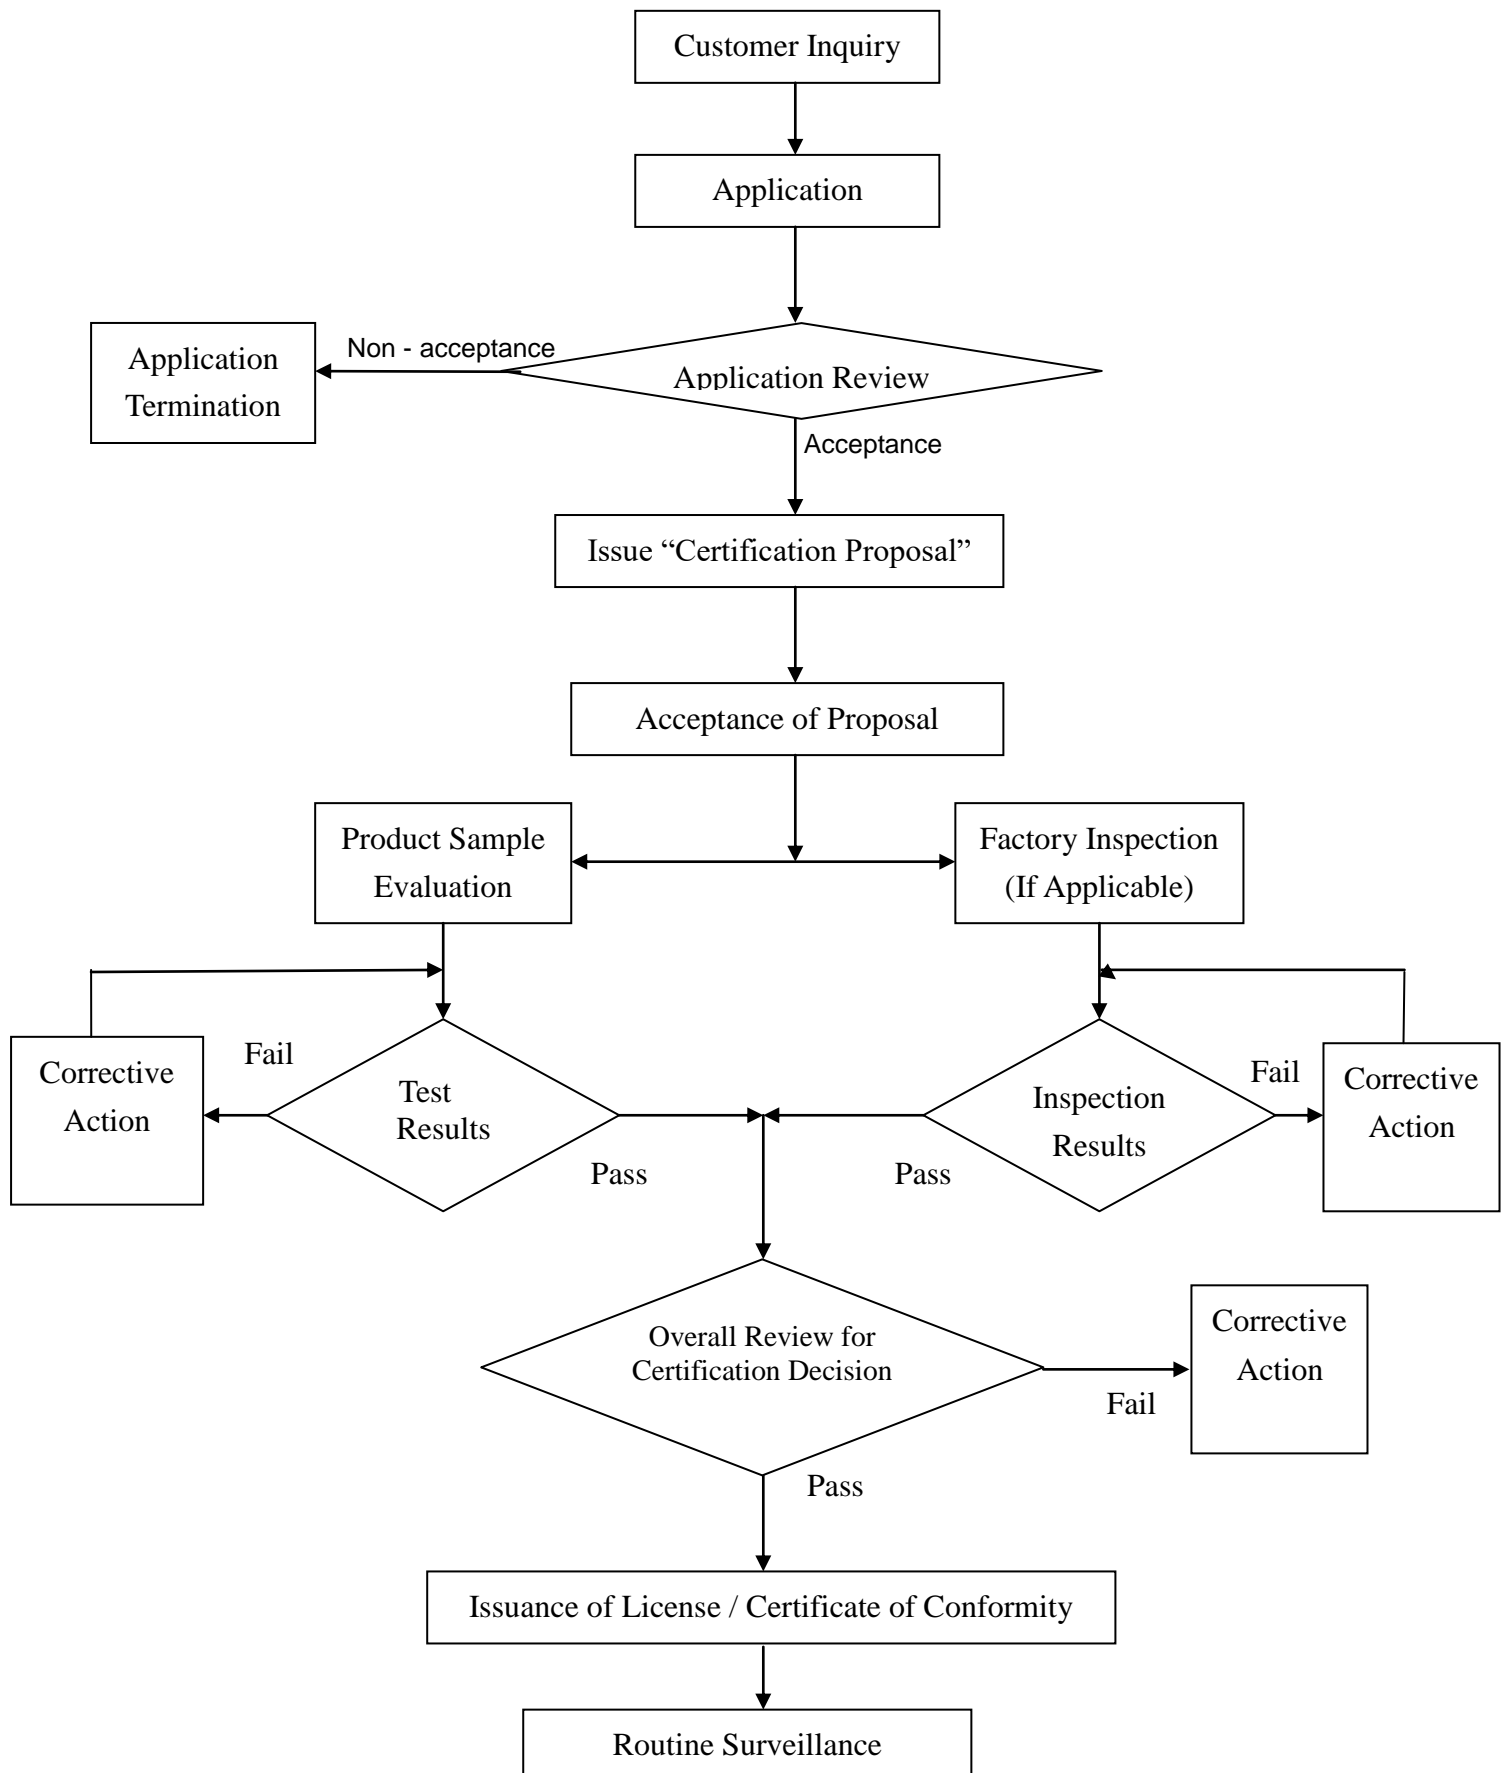 Customer Inquiry
Application
Application
Termination
Non - acceptance
Application Review
Acceptance
Issue “Certification Proposal”
Acceptance of Proposal
Product Sample
Evaluation
Factory Inspection
(If Applicable)
Corrective
Action
Fail
Test
Results
Pass
Pass
Inspection
Results
Fail
Corrective
Action
Overall Review for
Certification Decision
Fail
Corrective
Action
Pass
Issuance of License / Certificate of Conformity
Routine Surveillance